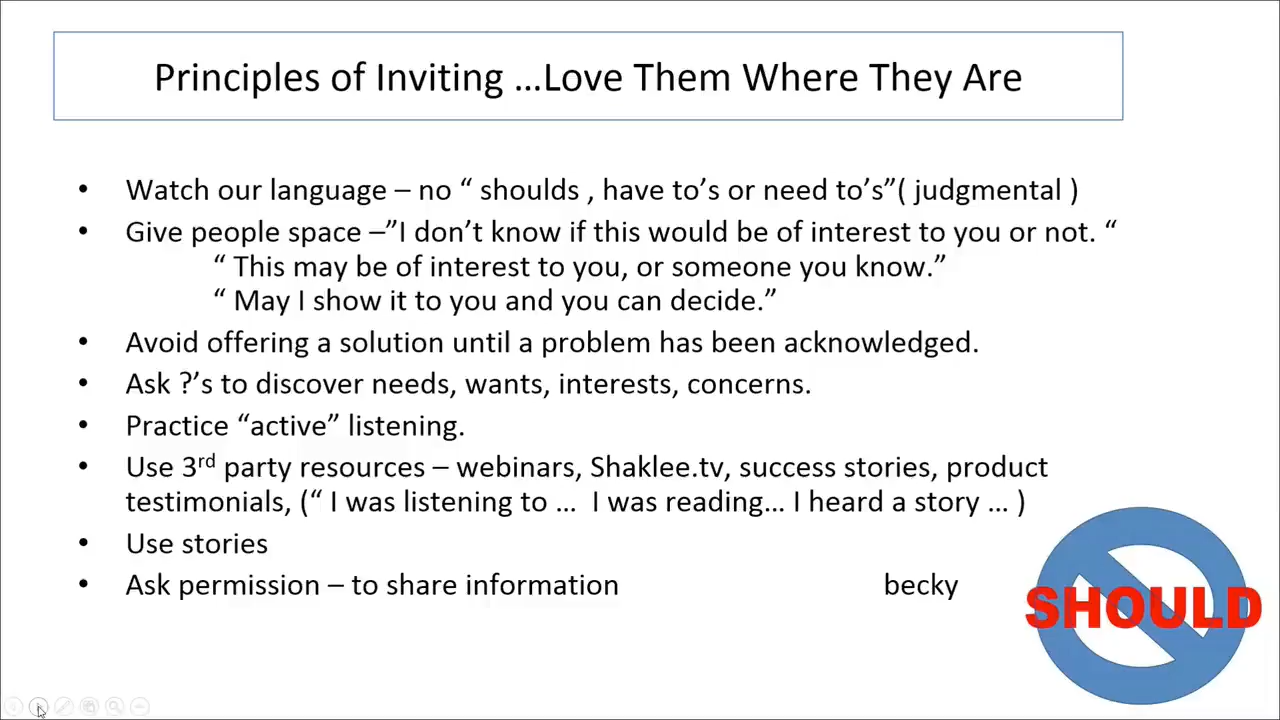 Principles of Inviting ...Love Them Where They Are
• Watch our language – no “ shoulds , have to’s or need to’s”( judgmental )
• Give people space –”I don’t know if this would be of interest to you or not. “
“ This may be of interest to you, or someone you know.”
“ May I show it to you and you can decide.”
• Avoid offering a solution until a problem has been acknowledged.
• Ask ?’s to discover needs, wants, interests, concerns.
• Practice “active” listening.
• Use 3rd party resources – webinars, Shaklee.tv, success stories, product
testimonials, (“ I was listening to ...  I was reading... I heard a story ... )
• Use stories
• Ask permission – to share information
becky
SHOULD